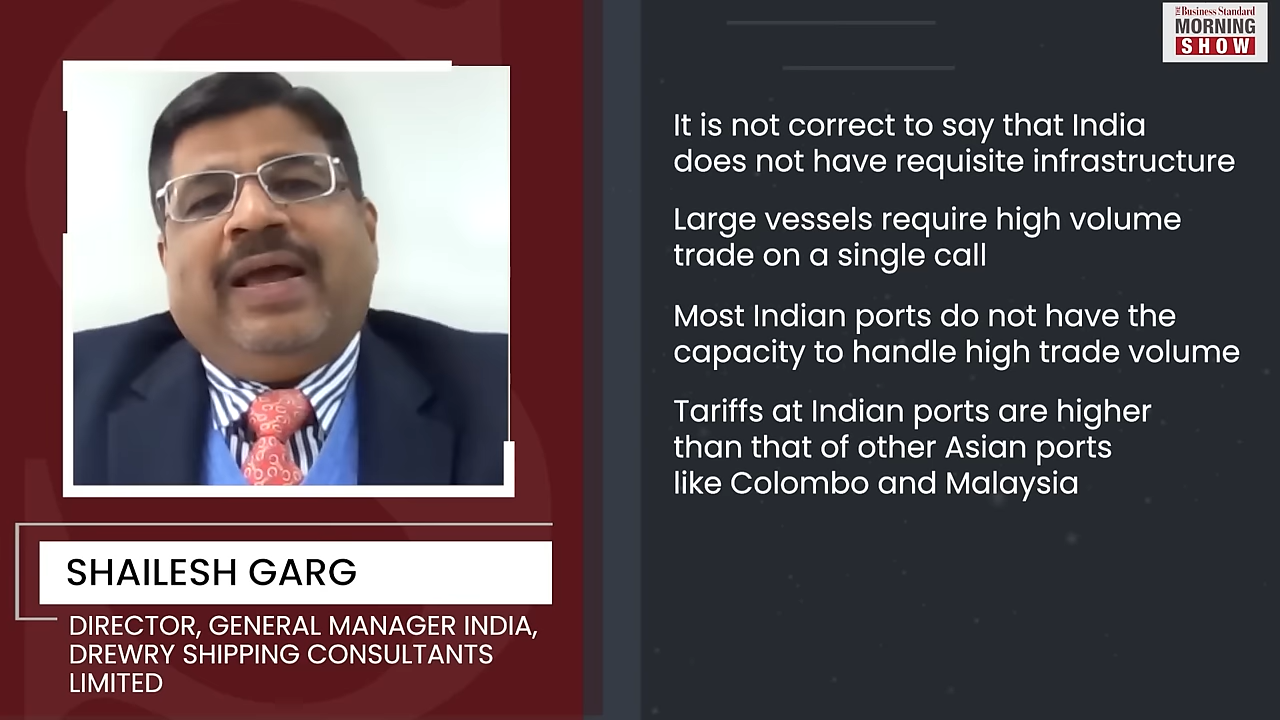 THE Business Standard
MORNING
SHOW
It is not correct to say that India
does not have requisite infrastructure
Large vessels require high volume
trade on a single call
Most Indian ports do not have the
capacity to handle high trade volume
Tariffs at Indian ports are higher
than that of other Asian ports
like Colombo and Malaysia
SHAILESH GARG
DIRECTOR, GENERAL MANAGER INDIA,
DREWRY SHIPPING CONSULTANTS
LIMITED